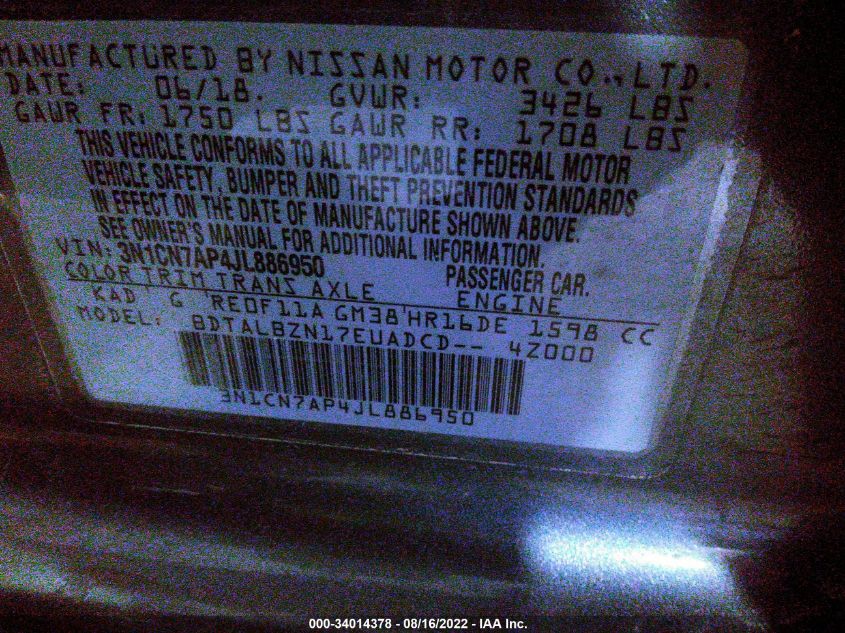 MANUFACTURED BY NISSAN MOTOR CO., LTD.
DATE: 06/18. GVWR: 3426 LBS
GAWR FR: 1750 LBS GAWR RR: 1708 LBS
THIS VEHICLE CONFORMS TO ALL APPLICABLE FEDERAL MOTOR
VEHICLE SAFETY, BUMPER AND THEFT PREVENTION STANDARDS
IN EFFECT ON THE DATE OF MANUFACTURE SHOWN ABOVE.
SEE OWNER'S MANUAL FOR ADDITIONAL INFORMATION.
VIN: 3N1CN7AP4JL886950 PASSENGER CAR.
COLOR TRIM TRANS AXLE ENGINE
KAD G RE0F11A GM38 HR16DE 1598 CC
MODEL: BDTALBZN17EUADCD-- 4Z000
3N1CN7AP4JL886950
000-34014378 - 08/16/2022 - IAA Inc.